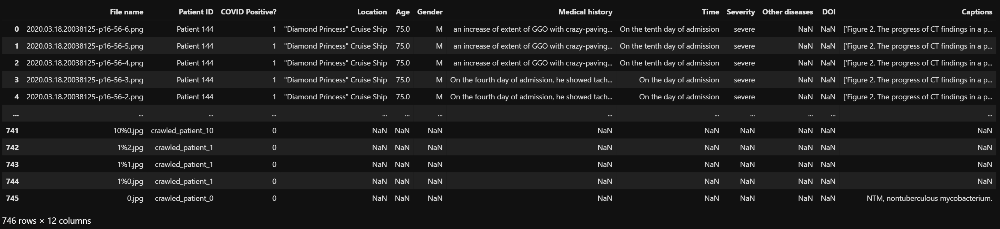 File name Patient ID COVID Positive? Location Age Gender Medical history Time Severity Other diseases DOI Captions
0 2020.03.18.20038125-p16-56-6.png Patient 144 1 "Diamond Princess" Cruise Ship 75.0 M an increase of extent of GGO with crazy-paving... On the tenth day of admission severe NaN NaN ['Figure 2. The progress of CT findings in a p...
1 2020.03.18.20038125-p16-56-5.png Patient 144 1 "Diamond Princess" Cruise Ship 75.0 M an increase of extent of GGO with crazy-paving... On the tenth day of admission severe NaN NaN ['Figure 2. The progress of CT findings in a p...
2 2020.03.18.20038125-p16-56-4.png Patient 144 1 "Diamond Princess" Cruise Ship 75.0 M an increase of extent of GGO with crazy-paving... On the tenth day of admission severe NaN NaN ['Figure 2. The progress of CT findings in a p...
3 2020.03.18.20038125-p16-56-3.png Patient 144 1 "Diamond Princess" Cruise Ship 75.0 M On the fourth day of admission, he showed tach... On the day of admission severe NaN NaN ['Figure 2. The progress of CT findings in a p...
4 2020.03.18.20038125-p16-56-2.png Patient 144 1 "Diamond Princess" Cruise Ship 75.0 M On the fourth day of admission, he showed tach... On the day of admission severe NaN NaN ['Figure 2. The progress of CT findings in a p...
... ... ... ... ... ... ... ... ... ... ... ... ...
741 10%0.jpg crawled_patient_10 0 NaN NaN NaN NaN NaN NaN NaN NaN NaN
742 1%2.jpg crawled_patient_1 0 NaN NaN NaN NaN NaN NaN NaN NaN NaN
743 1%1.jpg crawled_patient_1 0 NaN NaN NaN NaN NaN NaN NaN NaN NaN
744 1%0.jpg crawled_patient_1 0 NaN NaN NaN NaN NaN NaN NaN NaN NaN
745 0.jpg crawled_patient_0 0 NaN NaN NaN NaN NaN NaN NaN NaN NTM, nontuberculous mycobacterium.
746 rows × 12 columns